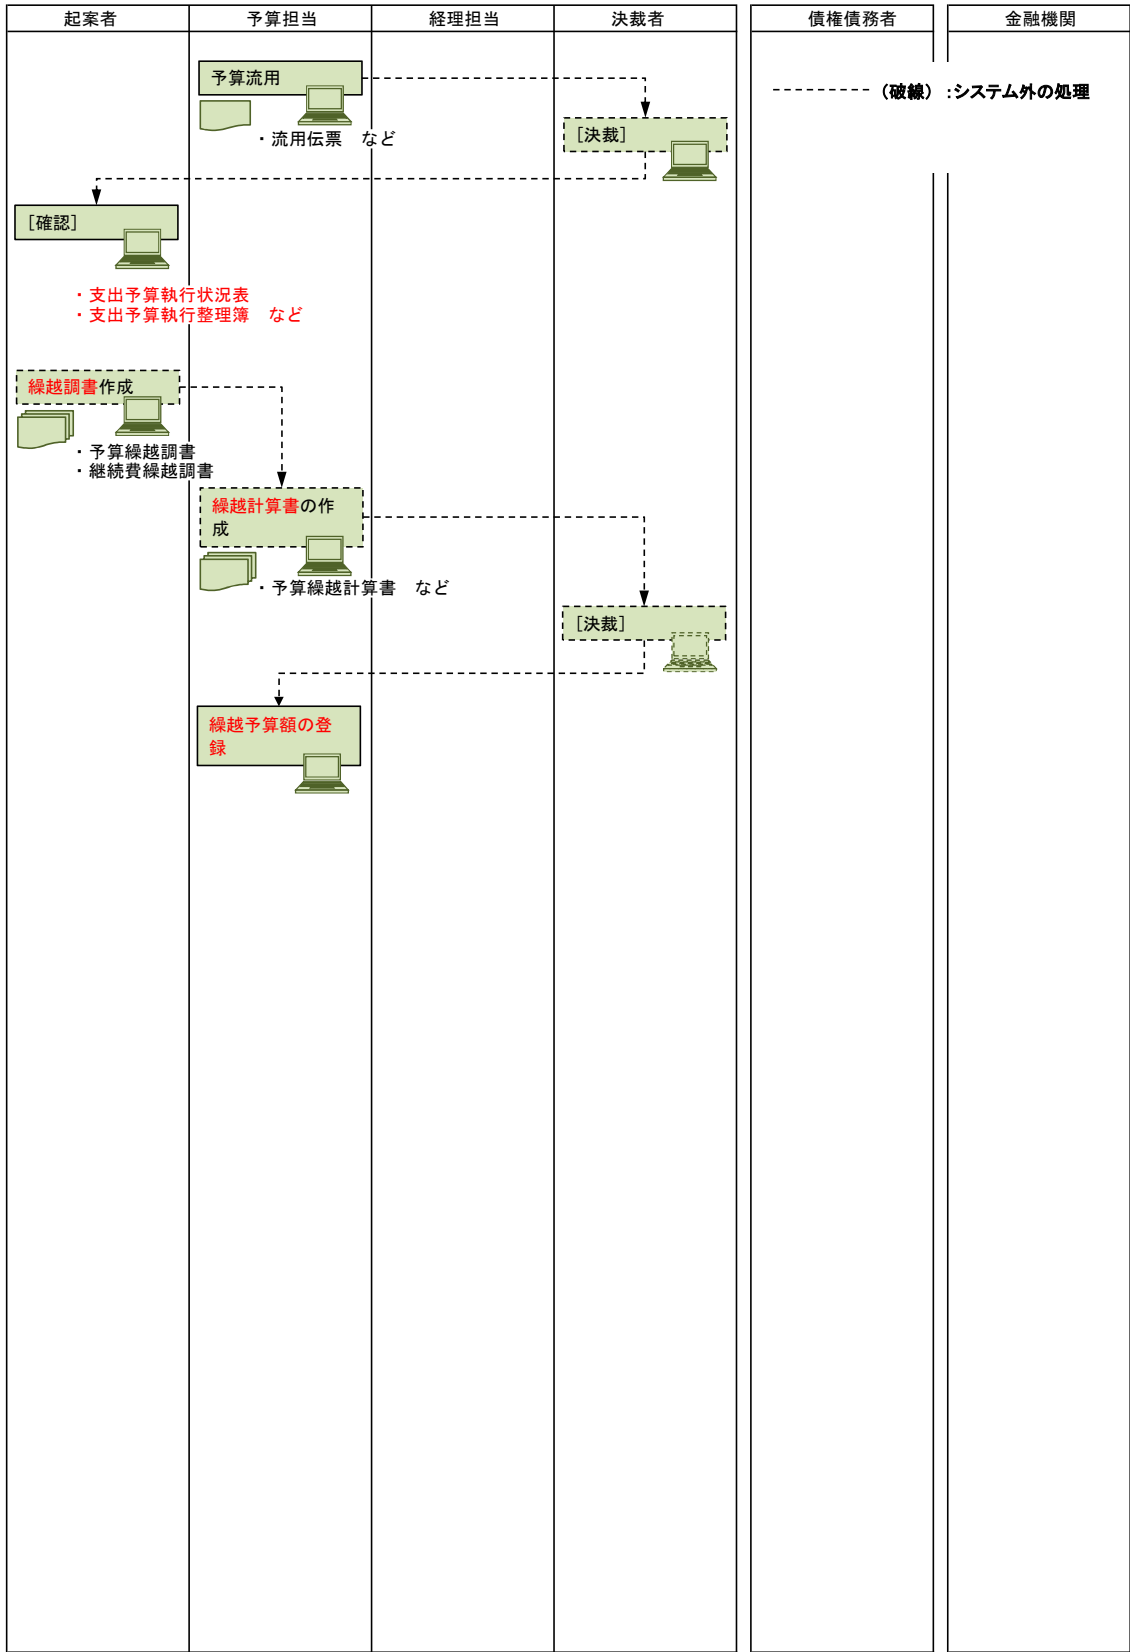 起案者
予算担当
経理担当
決裁者
債権債務者
金融機関
予算流用
（破線）：システム外の処理
・流用伝票　など
［決裁］
［確認］
・支出予算執行状況表
・支出予算執行整理簿　など
繰越調書作成
・予算繰越調書
・継続費繰越調書
繰越計算書の作
成
・予算繰越計算書　など
［決裁］
繰越予算額の登
録